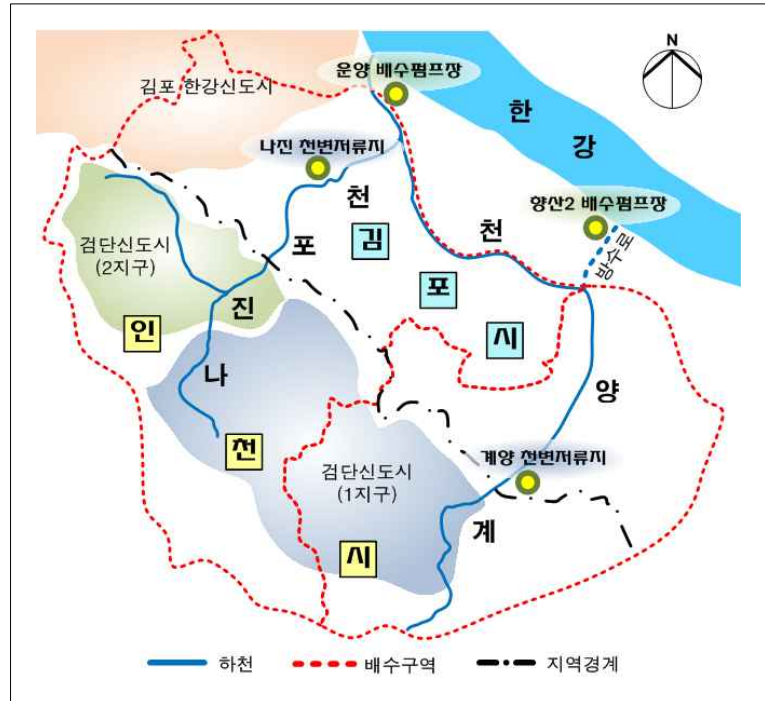 N
운양 배수펌프장
김포 한강신도시
한
강
나진 천변저류지
천
향산2 배수펌프장
김
천
검단신도시
(2지구)
포
방수로
포
진
시
인
나
양
천
계양 천변저류지
검단신도시
(1지구)
계
시
하천
배수구역
지역경계